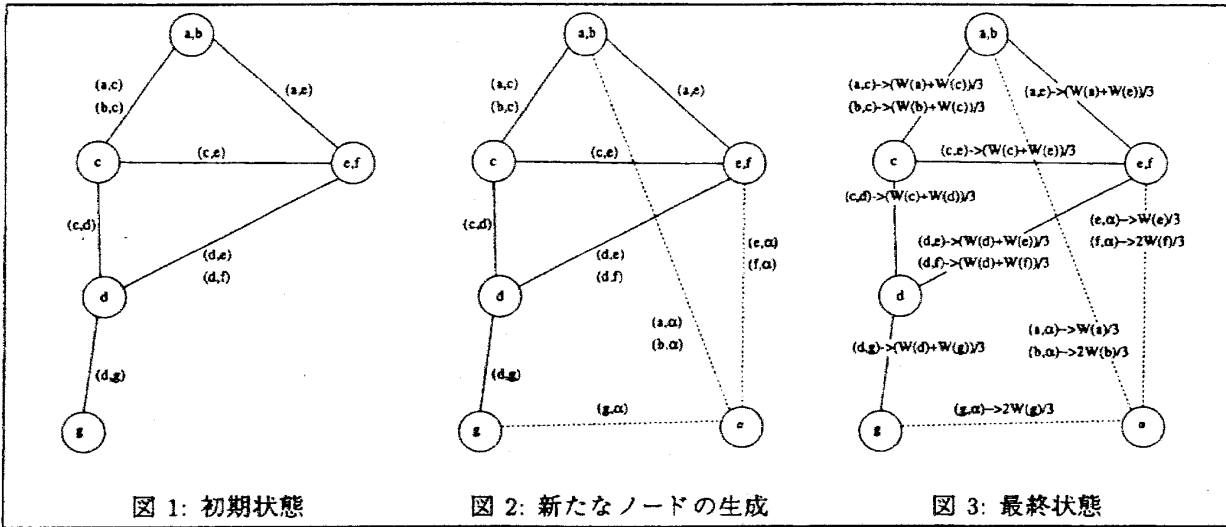 a,b
(a,c)
(b,c)
(a,e)
c
(c,e)
e,f
(c,d)
(d,e)
(d,f)
d
(d,g)
g
図 1: 初期状態
a,b
(a,c)
(b,c)
(a,e)
c
(c,e)
e,f
(c,d)
(d,e)
(d,f)
(e,α)
(f,α)
d
(a,α)
(b,α)
(d,g)
(g,α)
g
α
図 2: 新たなノードの生成
a,b
(a,c)->(W(a)+W(c))/3
(b,c)->(W(b)+W(c))/3
(a,e)->(W(a)+W(e))/3
c
(c,e)->(W(c)+W(e))/3
e,f
(c,d)->(W(c)+W(d))/3
(e,α)->W(e)/3
(f,α)->2W(f)/3
(d,e)->(W(d)+W(e))/3
(d,f)->(W(d)+W(f))/3
d
(a,α)->W(a)/3
(b,α)->2W(b)/3
(d,g)->(W(d)+W(g))/3
(g,α)->2W(g)/3
g
α
図 3: 最終状態